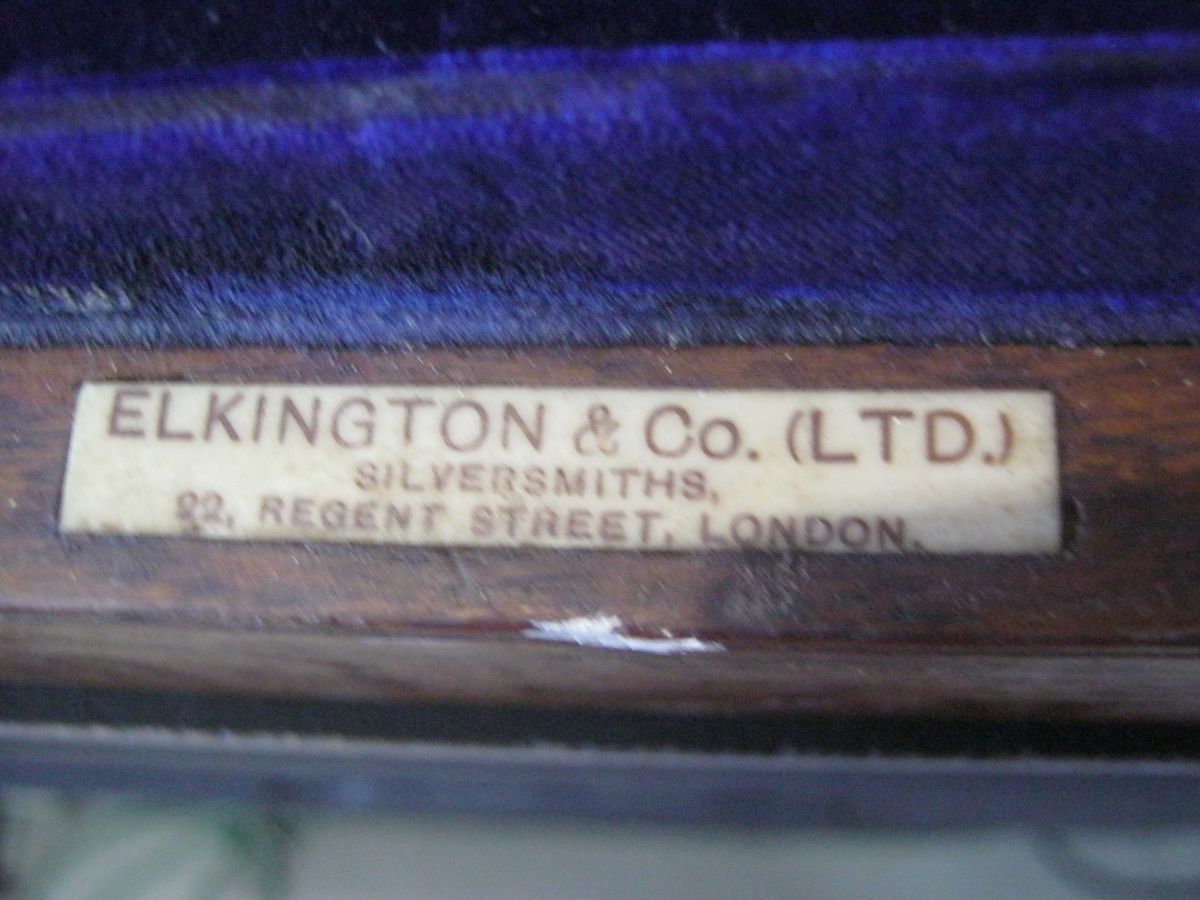 ELKINGTON & Co. (LTD.)
SILVERSMITHS,
22, REGENT STREET, LONDON.